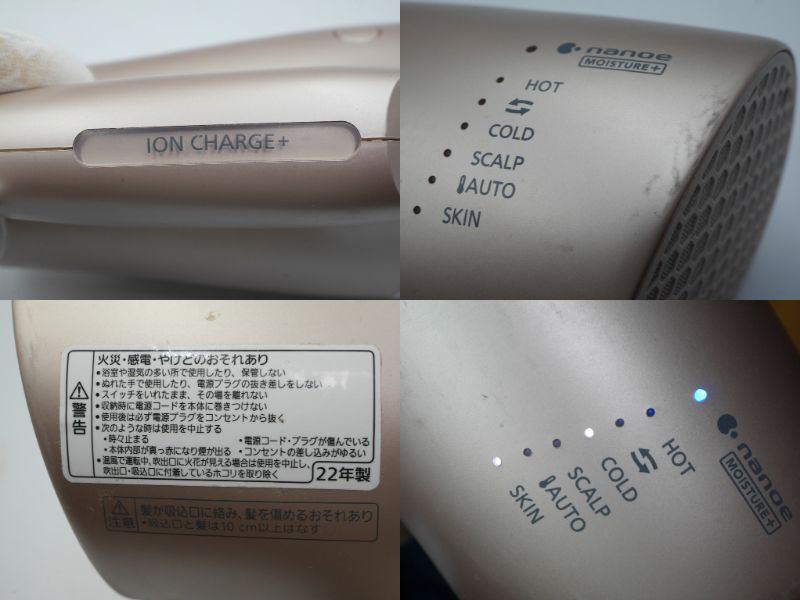 ION CHARGE+
nanoe
MOISTURE+
HOT
COLD
SCALP
AUTO
SKIN
警告
火災・感電・やけどのおそれあり
•浴室や湿気の多い所で使用したり、保管しない
•ぬれた手で使用したり、電源プラグの抜き差しをしない
•スイッチをいれたまま、その場を離れない
•収納時に電源コードを本体に巻きつけない
•使用後は必ず電源プラグをコンセントから抜く
•次のような時は使用を中止する
•時々止まる •電源コード・プラグが傷んでいる
•本体内部が真っ赤になり煙が出る •コンセントの差し込みがゆるい
•温風で運転中、吹出口に火花が見える場合は使用を中止し、
吹出口・吸込口に付着しているホコリを取り除く
22年製
注意
髪が吸込口に絡み、髪を傷めるおそれあり
•吸込口と髪は10 cm以上はなす
nanoe
MOISTURE+
HOT
COLD
SCALP
AUTO
SKIN